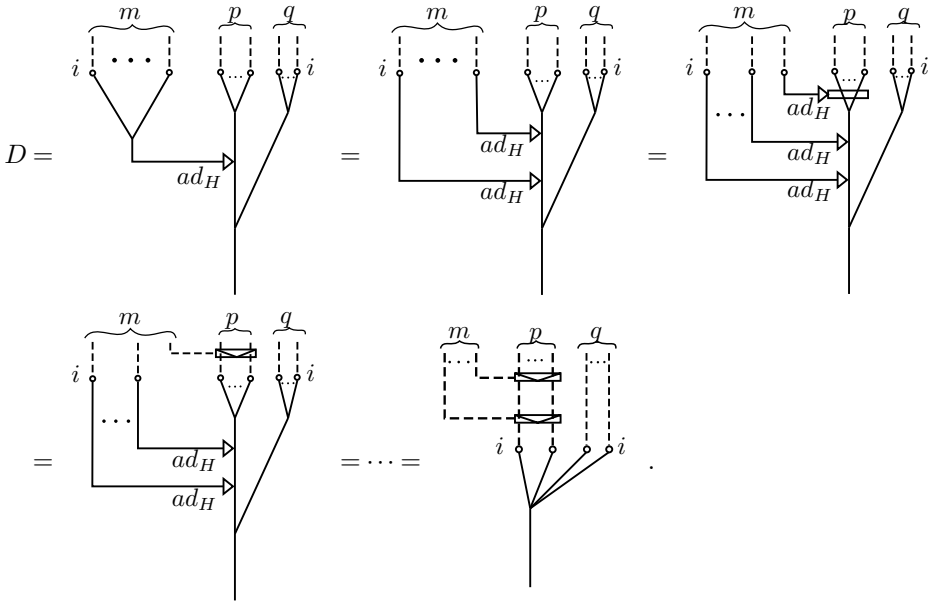 m p q m p q m p q
i ... ... ... i i ... ... ... i i ... ... i
D = ad_H = ad_H ad_H = ... ad_H ad_H ad_H
m p q m p q
i ... ... i ... ... ...
= ... ad_H ad_H = ... = i i .